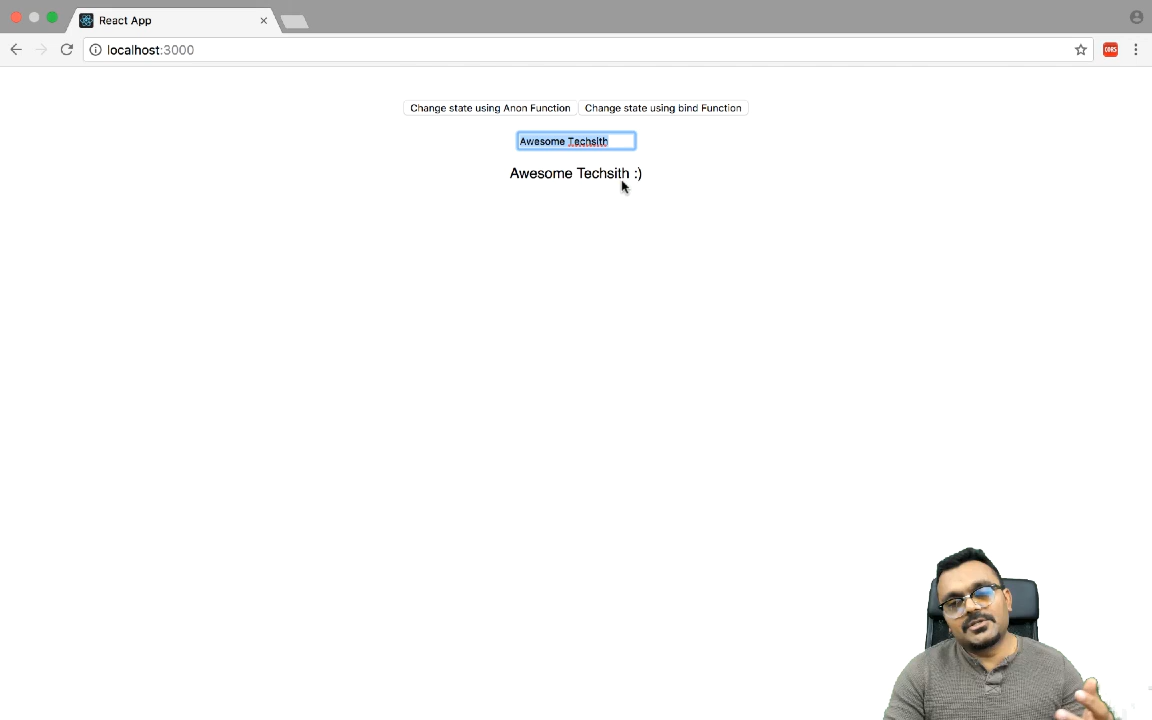 React App
localhost:3000
Change state using Anon Function Change state using bind Function
Awesome Techsith
Awesome Techsith :)